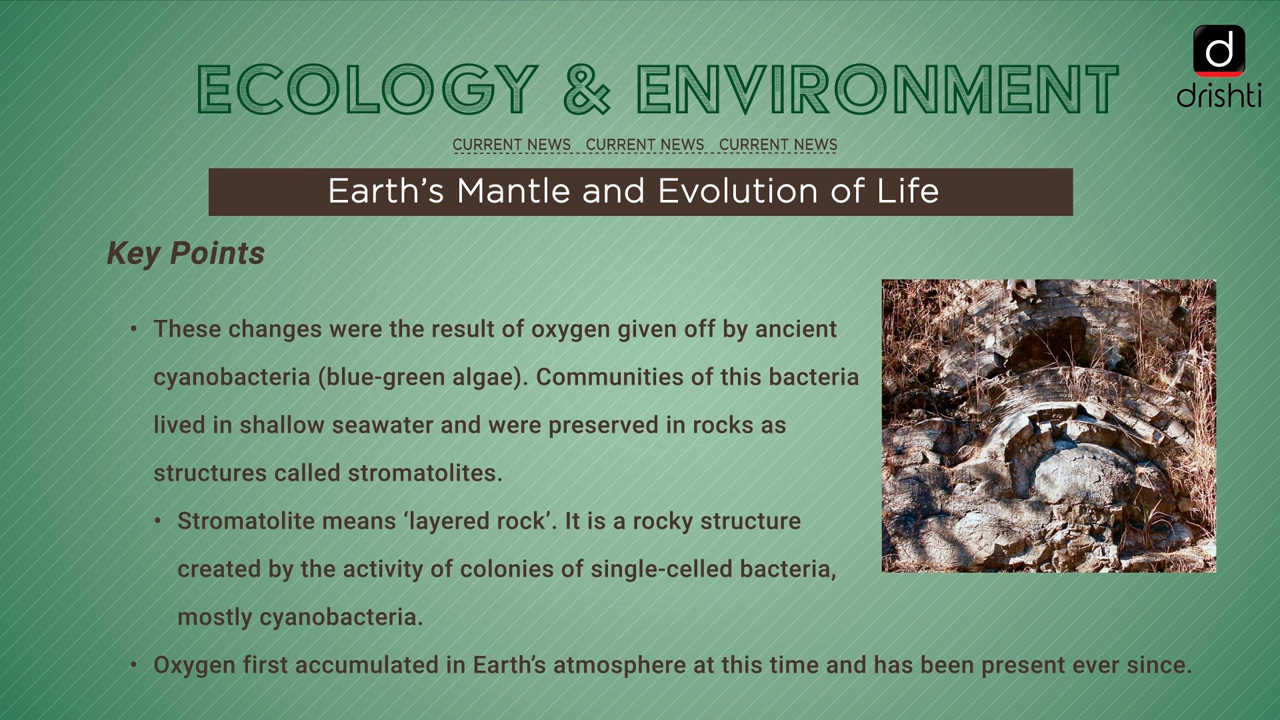 ECOLOGY & ENVIRONMENT
d
drishti
CURRENT NEWS CURRENT NEWS CURRENT NEWS
Earth’s Mantle and Evolution of Life
Key Points
• These changes were the result of oxygen given off by ancient
cyanobacteria (blue-green algae). Communities of this bacteria
lived in shallow seawater and were preserved in rocks as
structures called stromatolites.
• Stromatolite means ‘layered rock’. It is a rocky structure
created by the activity of colonies of single-celled bacteria,
mostly cyanobacteria.
• Oxygen first accumulated in Earth’s atmosphere at this time and has been present ever since.